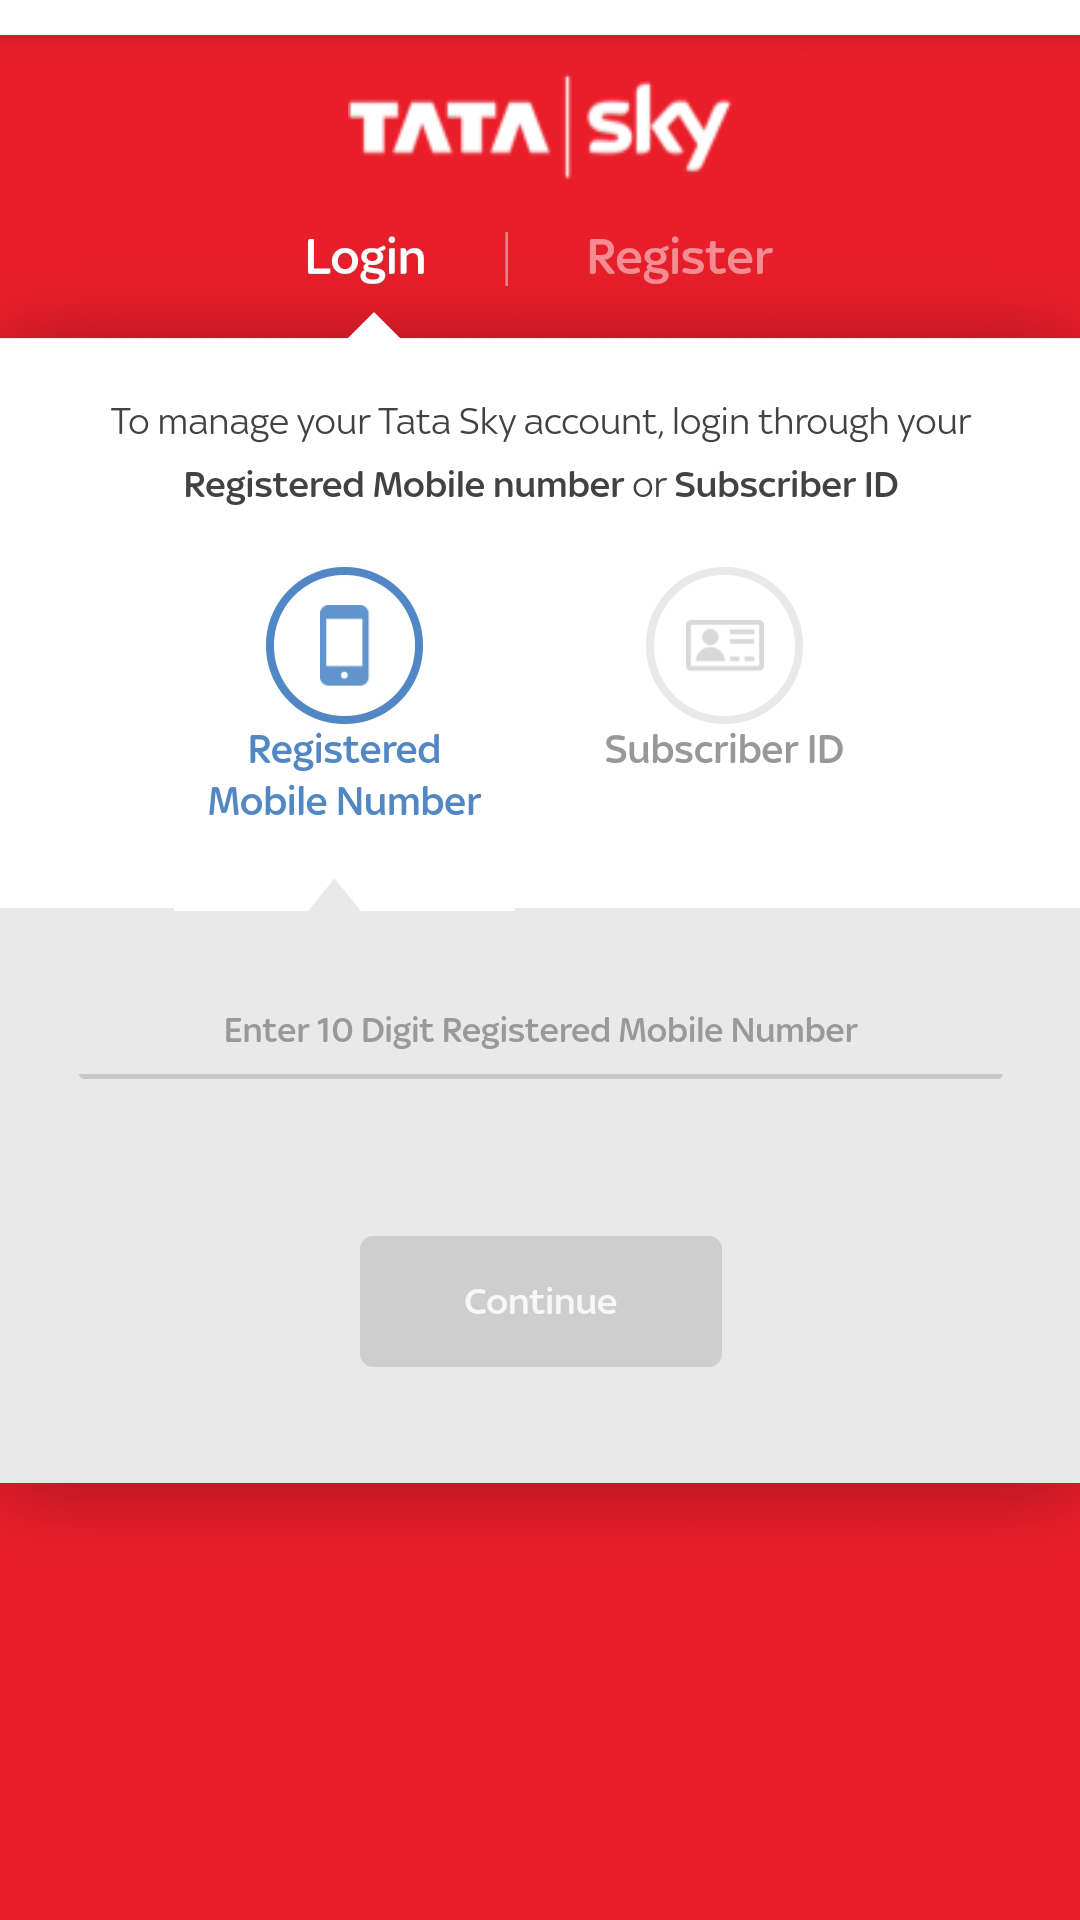 TATA sky
Login
Register
To manage your Tata Sky account, login through your
Registered Mobile number or Subscriber ID
Registered
Mobile Number
Subscriber ID
Enter 10 Digit Registered Mobile Number
Continue